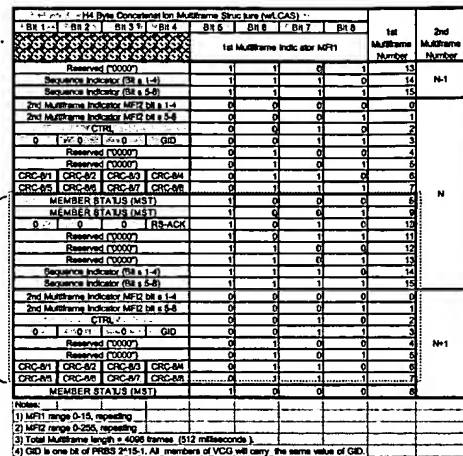 H4 Byte Concatenation Multiframe Structure (w/LCAS)
Bit 1 Bit 2 Bit 3 Bit 4 Bit 5 Bit 6 Bit 7 Bit 8 1st Multiframe Number 2nd Multiframe Number
1st Multiframe Indicator MFI1
Reserved ("0000") 1 1 0 1 13 N-1
Sequence Indicator (Bits 1-4) 1 1 1 0 14
Sequence Indicator (Bits 5-8) 1 1 1 1 15
2nd Multiframe Indicator MFI2 bits 1-4 0 0 0 0 0 N
2nd Multiframe Indicator MFI2 bits 5-8 0 0 0 1 1
CTRL 0 0 1 0 2
0 0 0 GID 0 0 1 1 3
Reserved ("0000") 0 1 0 0 4
Reserved ("0000") 0 1 0 1 5
CRC-8/1 CRC-8/2 CRC-8/3 CRC-8/4 0 1 1 0 6
CRC-8/5 CRC-8/6 CRC-8/7 CRC-8/8 0 1 1 1 7
MEMBER STATUS (MST) 1 0 0 0 8
MEMBER STATUS (MST) 1 0 0 1 9
0 0 0 RS-ACK 1 0 1 0 10
Reserved ("0000") 1 0 1 1 11
Reserved ("0000") 1 1 0 0 12
Reserved ("0000") 1 1 0 1 13
Sequence Indicator (Bits 1-4) 1 1 1 0 14
Sequence Indicator (Bits 5-8) 1 1 1 1 15
2nd Multiframe Indicator MFI2 bits 1-4 0 0 0 0 0 N+1
2nd Multiframe Indicator MFI2 bits 5-8 0 0 0 1 1
CTRL 0 0 1 0 2
0 0 0 GID 0 0 1 1 3
Reserved ("0000") 0 1 0 0 4
Reserved ("0000") 0 1 0 1 5
CRC-8/1 CRC-8/2 CRC-8/3 CRC-8/4 0 1 1 0 6
CRC-8/5 CRC-8/6 CRC-8/7 CRC-8/8 0 1 1 1 7
MEMBER STATUS (MST) 1 0 0 0 8
Notes:
1) MFI1 range 0-15, repeating
2) MFI2 range 0-255, repeating
3) Total Multiframe length = 4096 frames (512 milliseconds).
4) GID is one bit of PRBS 2^15-1. All members of VCG will carry the same value of GID.